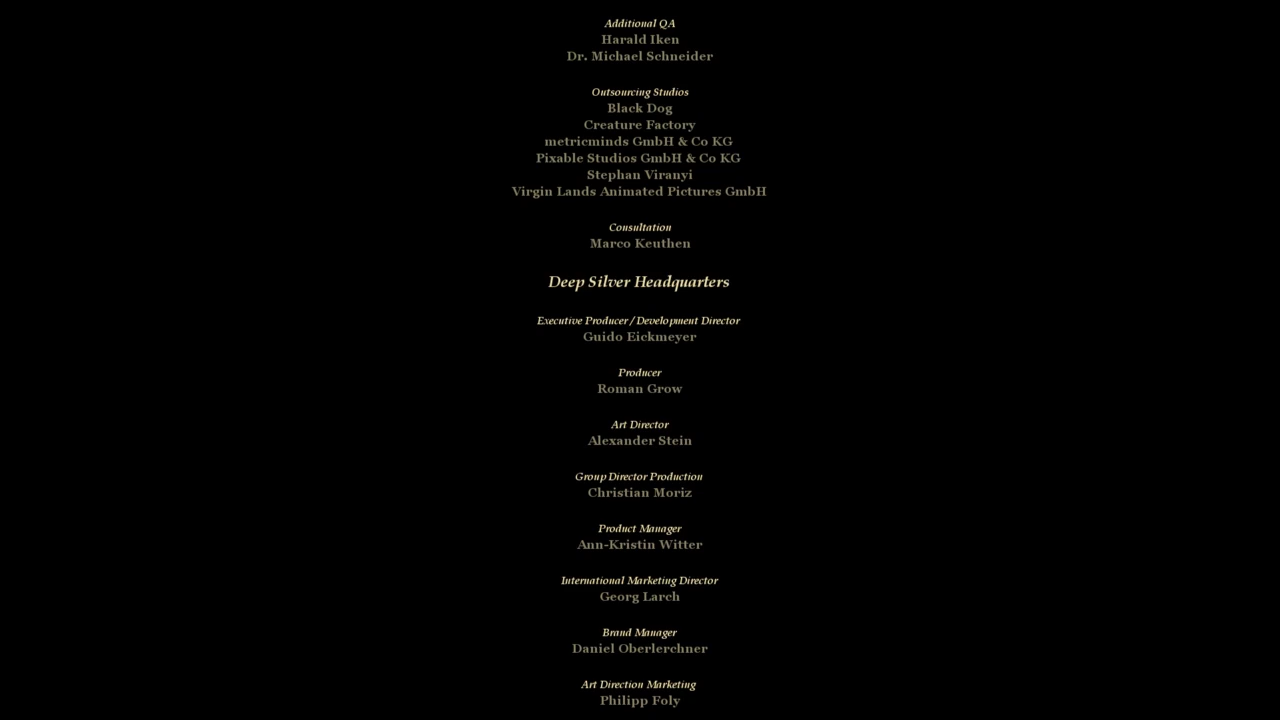 Additional QA
Harald Iken
Dr. Michael Schneider
Outsourcing Studios
Black Dog
Creature Factory
metricminds GmbH & Co KG
Pixable Studios GmbH & Co KG
Stephan Viranyi
Virgin Lands Animated Pictures GmbH
Consultation
Marco Keuthen
Deep Silver Headquarters
Executive Producer / Development Director
Guido Eickmeyer
Producer
Roman Grow
Art Director
Alexander Stein
Group Director Production
Christian Moriz
Product Manager
Ann-Kristin Witter
International Marketing Director
Georg Larch
Brand Manager
Daniel Oberlerchner
Art Direction Marketing
Philipp Foly